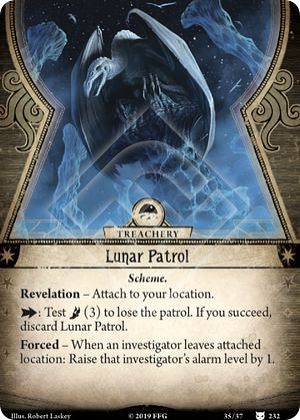 TREACHERY
Lunar Patrol
Scheme.
Revelation – Attach to your location.
: Test (3) to lose the patrol. If you succeed,
discard Lunar Patrol.
Forced – When an investigator leaves attached
location: Raise that investigator's alarm level by 1.
Illus. Robert Laskey
© 2019 FFG
35/37
232